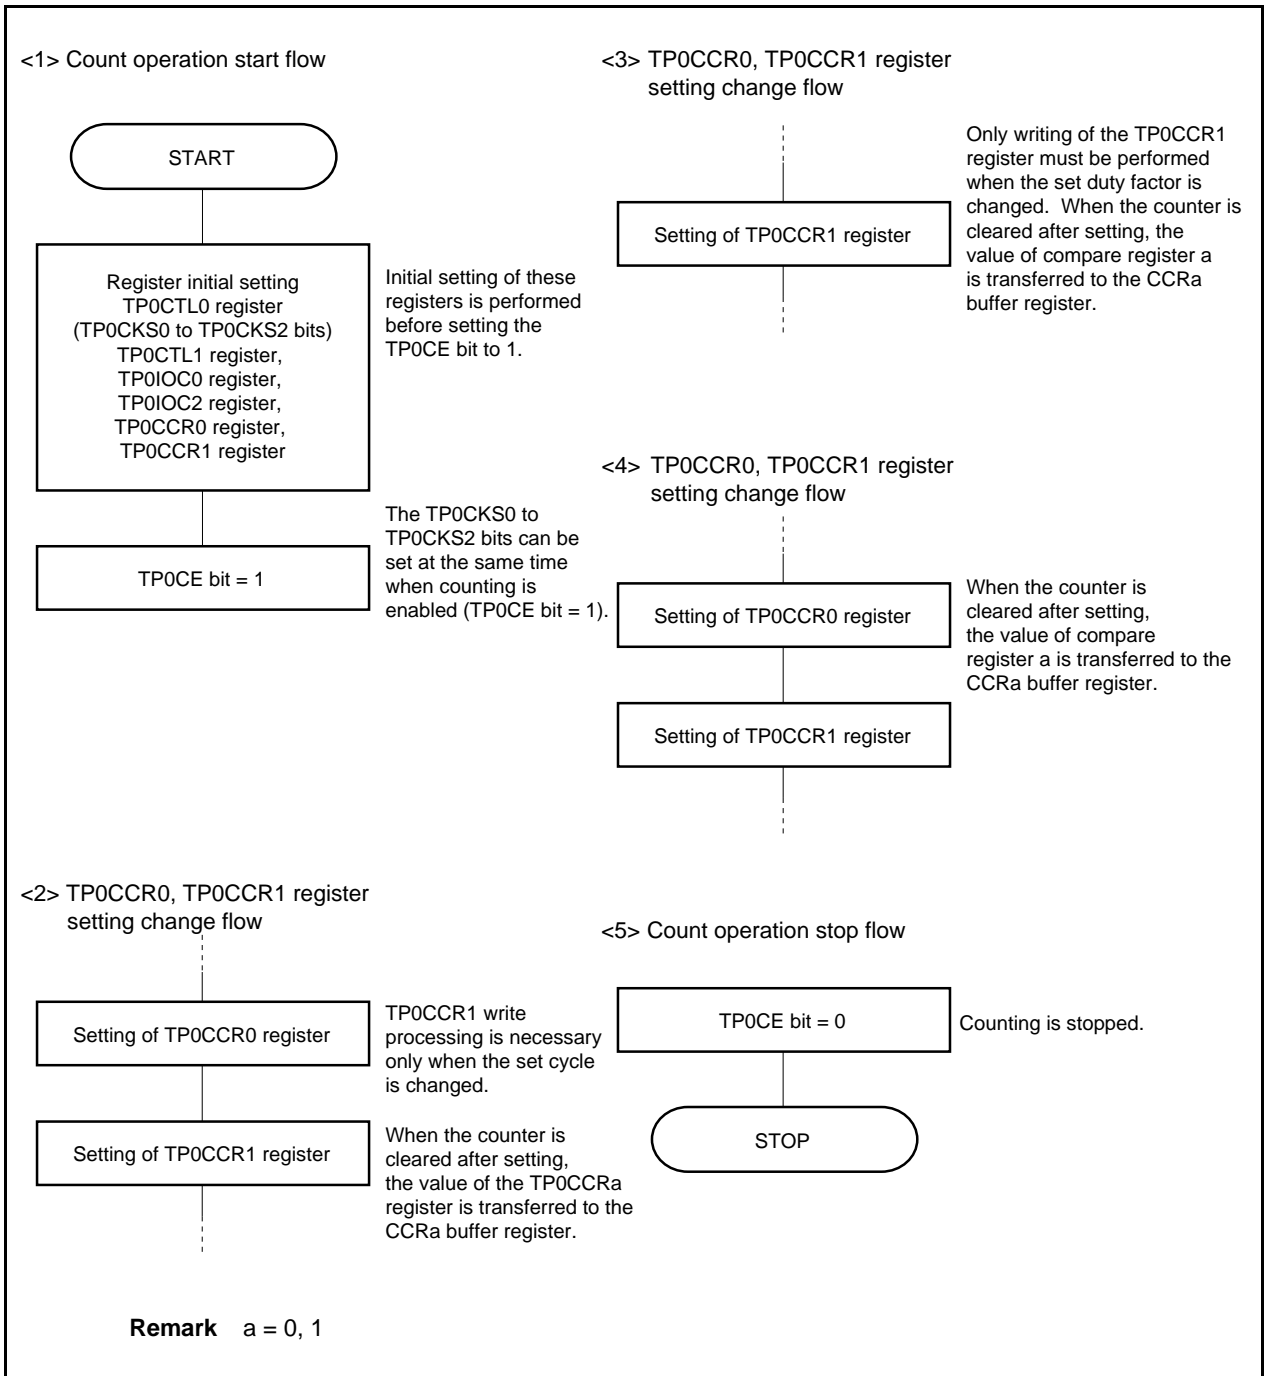 <1> Count operation start flow
START
Register initial setting
TP0CTL0 register
(TP0CKS0 to TP0CKS2 bits)
TP0CTL1 register,
TP0IOC0 register,
TP0IOC2 register,
TP0CCR0 register,
TP0CCR1 register
Initial setting of these
registers is performed
before setting the
TP0CE bit to 1.
TP0CE bit = 1
The TP0CKS0 to
TP0CKS2 bits can be
set at the same time
when counting is
enabled (TP0CE bit = 1).
<2> TP0CCR0, TP0CCR1 register
setting change flow
Setting of TP0CCR0 register
TP0CCR1 write
processing is necessary
only when the set cycle
is changed.
Setting of TP0CCR1 register
When the counter is
cleared after setting,
the value of the TP0CCRa
register is transferred to the
CCRa buffer register.
<3> TP0CCR0, TP0CCR1 register
setting change flow
Setting of TP0CCR1 register
Only writing of the TP0CCR1
register must be performed
when the set duty factor is
changed. When the counter is
cleared after setting, the
value of compare register a
is transferred to the CCRa
buffer register.
<4> TP0CCR0, TP0CCR1 register
setting change flow
Setting of TP0CCR0 register
When the counter is
cleared after setting,
the value of compare
register a is transferred to the
CCRa buffer register.
Setting of TP0CCR1 register
<5> Count operation stop flow
TP0CE bit = 0
Counting is stopped.
STOP
Remark a = 0, 1